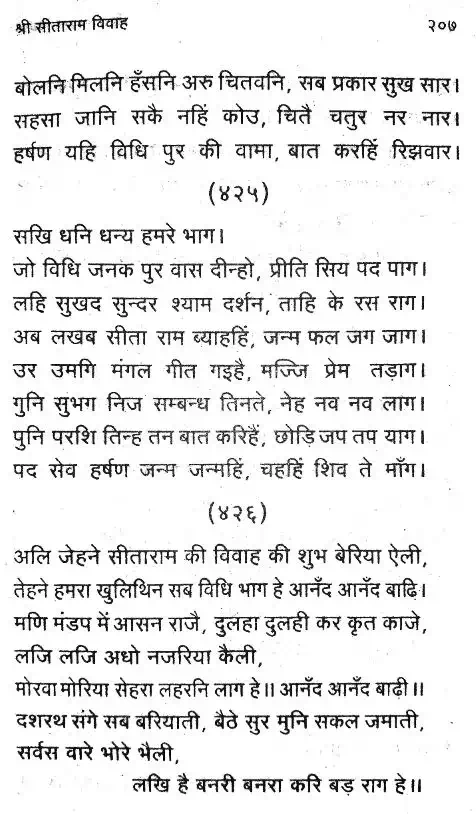 श्री सीताराम विवाह
२०७
बोलनि मिलनि हँसनि अरु चितवनि, सब प्रकार सुख सार।
सहसा जानि सकै नहिं कोउ, चितै चतुर नर नार।
हर्षण यहि विधि पुर की वामा, बात करहिं रिझवार।
(४२५)
सखि धनि धन्य हमरे भाग।
जो विधि जनक पुर वास दीन्हो, प्रीति सिय पद पाग।
लहि सुखद सुन्दर श्याम दर्शन, ताहि के रस राग।
अब लखब सीता राम ब्याहहिं, जन्म फल जग जाग।
उर उमगि मंगल गीत गइहै, मज्जि प्रेम तड़ाग।
गुनि सुभग निज सम्बन्ध तिनते, नेह नव नव लाग।
पुनि परशि तिन्ह तन बात करिहैं, छोड़ि जप तप याग।
पद सेव हर्षण जन्म जन्महिं, चहहिं शिव ते माँग।
(४२६)
अलि जेहने सीताराम की विवाह की शुभ बेरिया ऐली,
तेहने हमरा खुलिथिन सब विधि भाग हे आनँद आनँद बाढ़ि।
मणि मंडप में आसन राजै, दुलहा दुलही कर कृत काजे,
लजि लजि अधो नजरिया कैली,
मोरवा मोरिया सेहरा लहरनि लाग हे॥ आनँद आनँद बाढ़ी॥
दशरथ संगे सब बरियाती, बैठे सुर मुनि सकल जमाती,
सर्वस वारे भोरे भैली,
लखि है बनरी बनरा करि बड़ राग हे॥